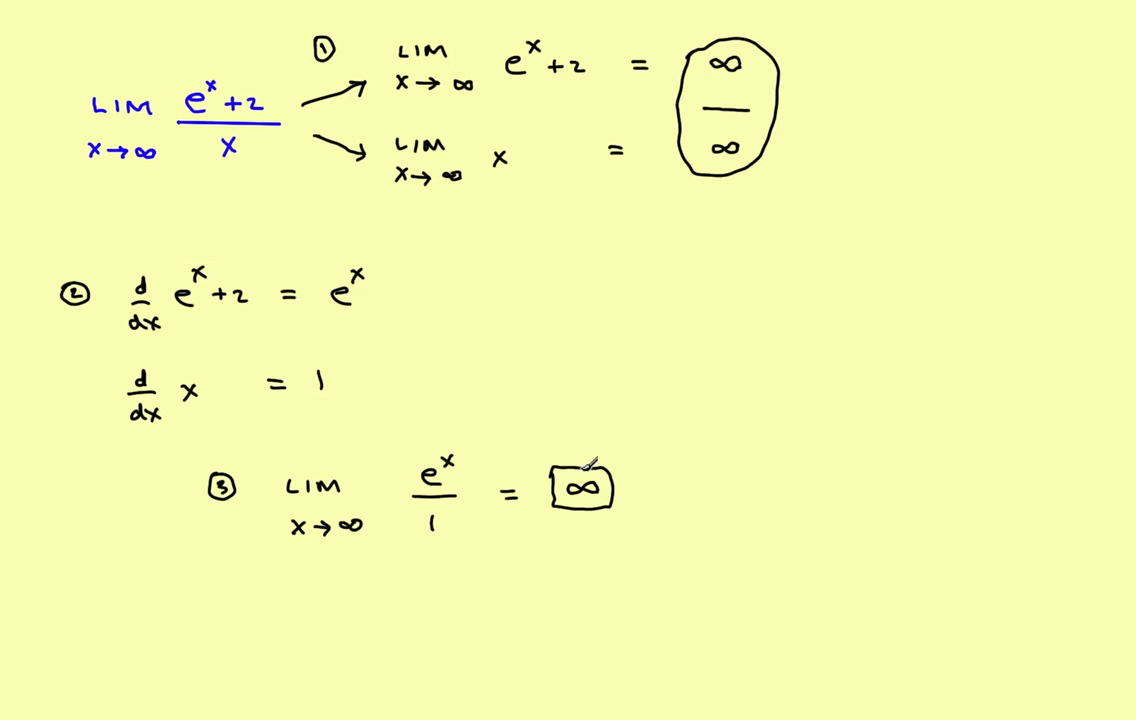 ① LIM x→∞ e^x+2 = ∞
LIM x→∞ (e^x+2)/x
LIM x→∞ x = ∞
② d/dx e^x+2 = e^x
d/dx x = 1
③ LIM x→∞ e^x/1 = ∞